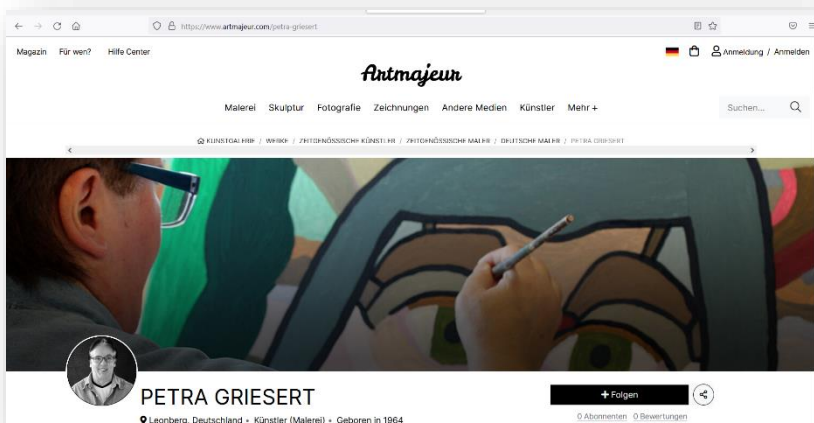 https://www.artmajeur.com/petra-griesert
Magazin Für wen? Hilfe Center
Anmeldung / Anmelden
Artmajeur
Malerei Skulptur Fotografie Zeichnungen Andere Medien Künstler Mehr +
Suchen...
KUNSTGALERIE / WERKE / ZEITGENÖSSISCHE KÜNSTLER / ZEITGENÖSSISCHE MALER / DEUTSCHE MALER / PETRA GRIESERT
PETRA GRIESERT
+ Folgen
Leonberg, Deutschland • Künstler (Malerei) • Geboren in 1964
0 Abonnenten 0 Bewertungen